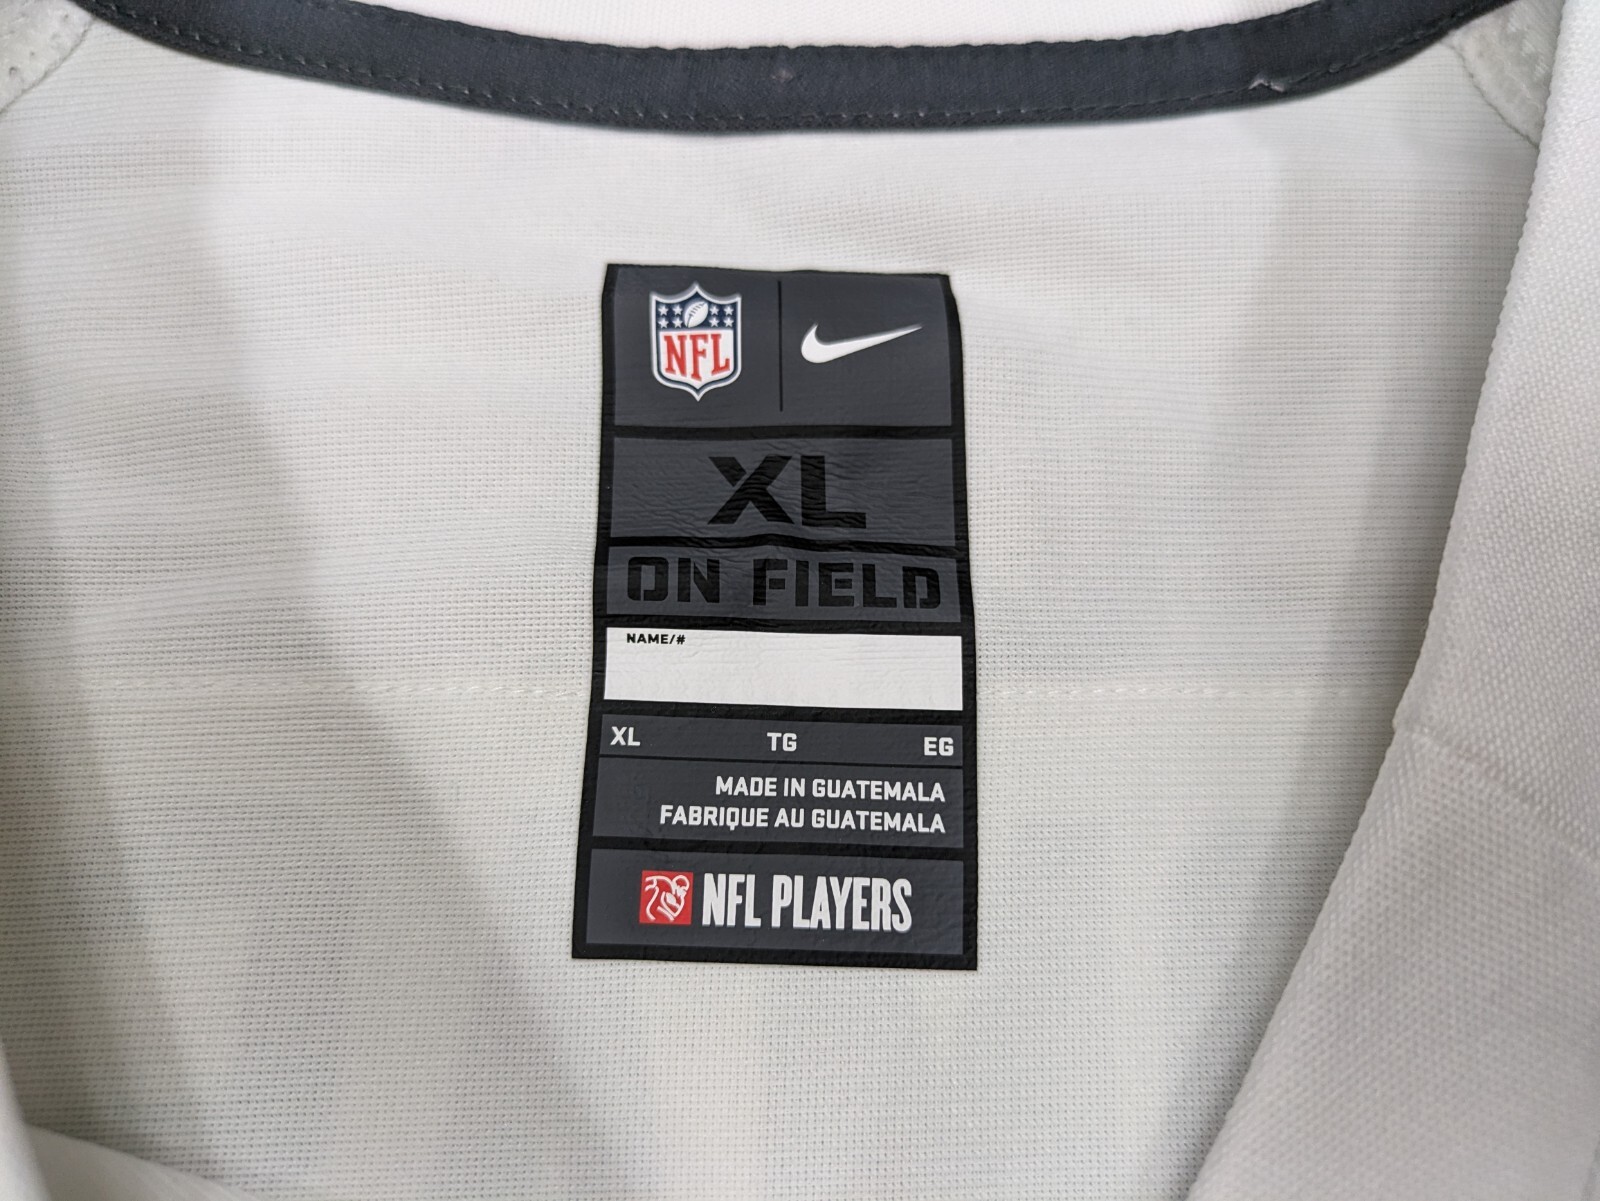 NFL
XL
ON FIELD
NAME/#
XL TG EG
MADE IN GUATEMALA
FABRIQUE AU GUATEMALA
NFL PLAYERS